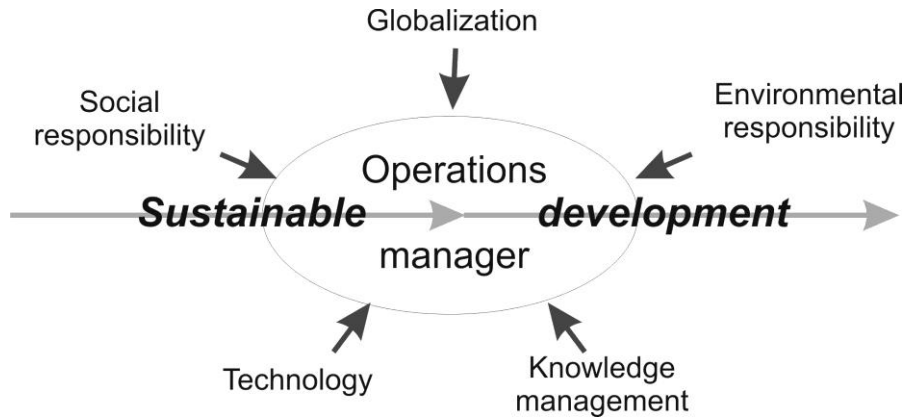 Globalization
Social
responsibility
Environmental
responsibility
Operations
Sustainable development
manager
Technology
Knowledge
management